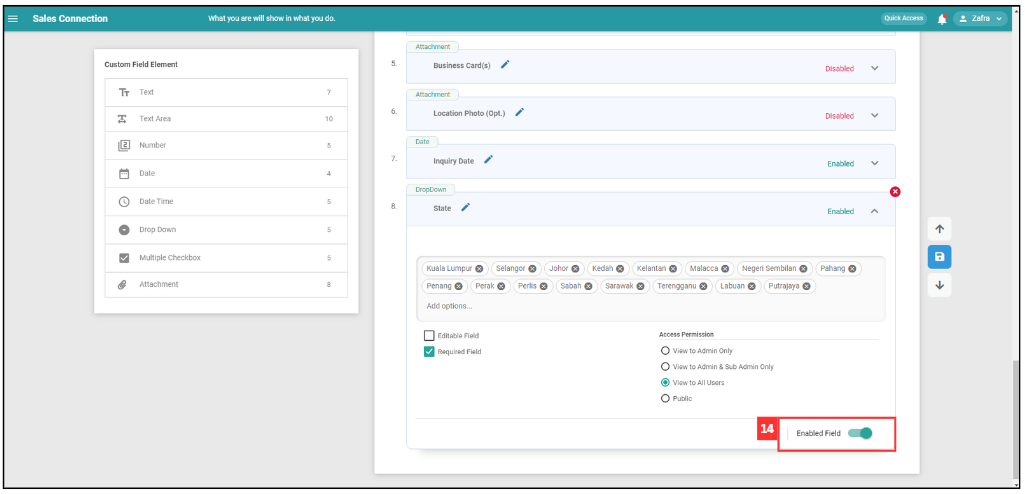 Sales Connection
What you are will show in what you do.
Quick Access
Zafra
Custom Field Element
Text 7
Text Area 10
Number 5
Date 4
Date Time 5
Drop Down 5
Multiple Checkbox 5
Attachment 8
Attachment
5. Business Card(s) Disabled
Attachment
6. Location Photo (Opt.) Disabled
Date
7. Inquiry Date Enabled
DropDown
8. State Enabled
Kuala Lumpur Selangor Johor Kedah Kelantan Malacca Negeri Sembilan Pahang
Penang Perak Perlis Sabah Sarawak Terengganu Labuan Putrajaya
Add options...
Editable Field
Required Field
Access Permission
View to Admin Only
View to Admin & Sub Admin Only
View to All Users
Public
14 Enabled Field